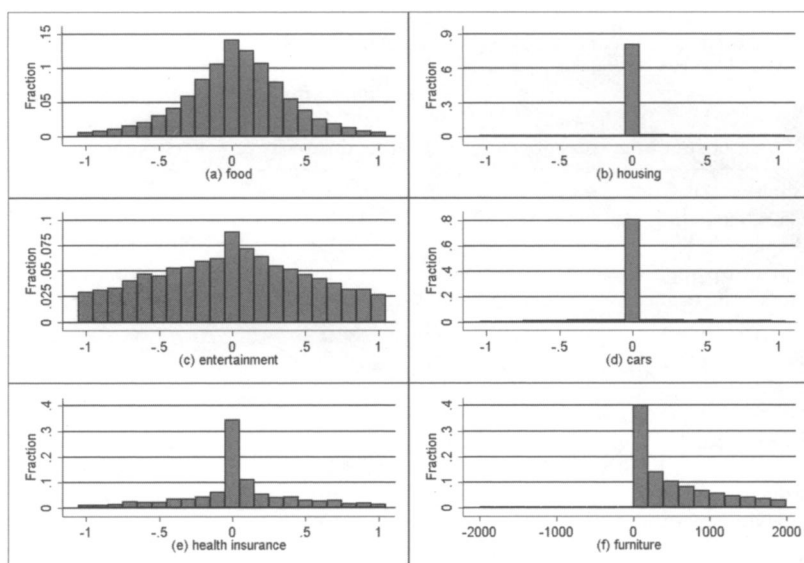 Fraction
0 .05 .1 .15
-1 -.5 0 .5 1
(a) food
Fraction
0 .3 .6 .9
-1 -.5 0 .5 1
(b) housing
Fraction
0 .025 .05 .075 .1
-1 -.5 0 .5 1
(c) entertainment
Fraction
0 .2 .4 .6 .8
-1 -.5 0 .5 1
(d) cars
Fraction
0 .1 .2 .3 .4
-1 -.5 0 .5 1
(e) health insurance
Fraction
0 .1 .2 .3 .4
-2000 -1000 0 1000 2000
(f) furniture